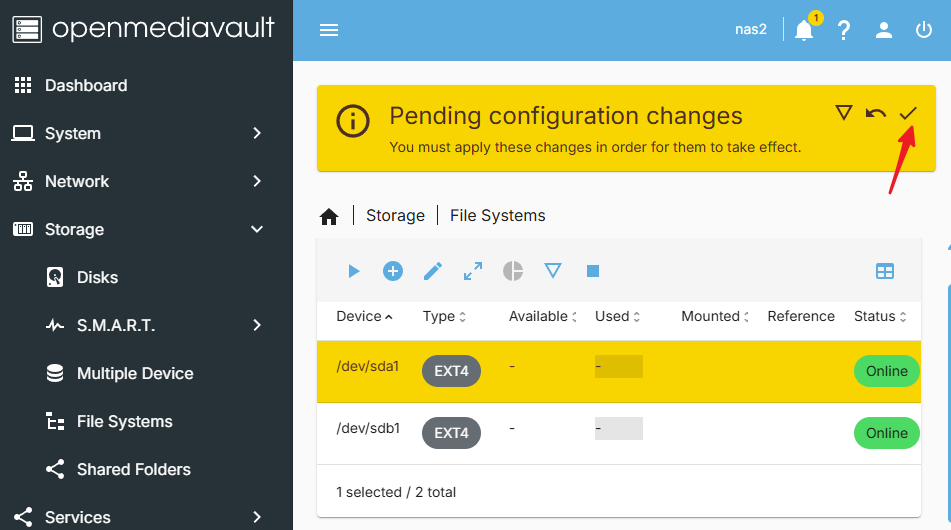 openmediavault
nas2
1
Dashboard
System
Network
Storage
Disks
S.M.A.R.T.
Multiple Device
File Systems
Shared Folders
Services
Pending configuration changes
You must apply these changes in order for them to take effect.
Storage | File Systems
Device Type Available Used Mounted Reference Status
/dev/sda1 EXT4 - - Online
/dev/sdb1 EXT4 - - Online
1 selected / 2 total